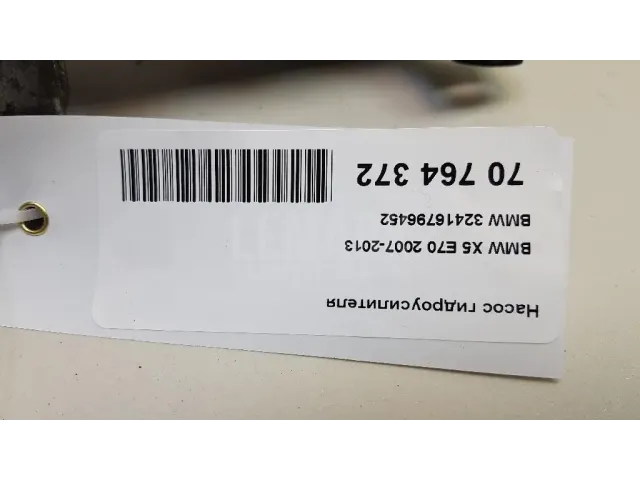 Насос гидроусилителя
BMW X5 E70 2007-2013
BMW 32416796452
70 764 372